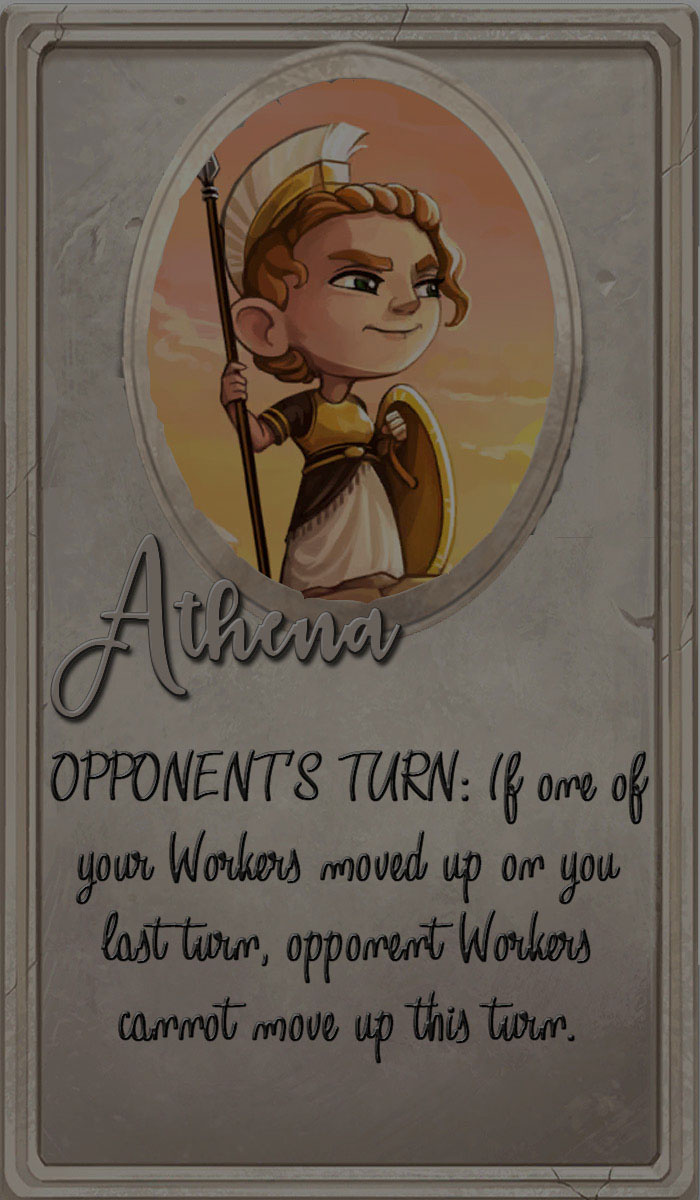 Athena
OPPONENT'S TURN: If one of
your Workers moved up on you
last turn, opponent Workers
cannot move up this turn.